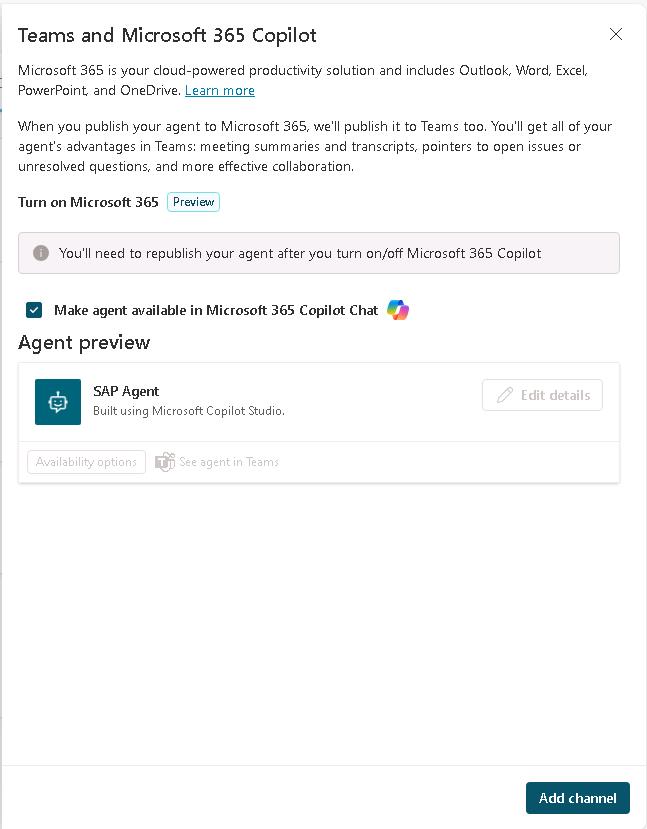 Teams and Microsoft 365 Copilot
Microsoft 365 is your cloud-powered productivity solution and includes Outlook, Word, Excel,
PowerPoint, and OneDrive. Learn more
When you publish your agent to Microsoft 365, we'll publish it to Teams too. You'll get all of your
agent's advantages in Teams: meeting summaries and transcripts, pointers to open issues or
unresolved questions, and more effective collaboration.
Turn on Microsoft 365 Preview
You'll need to republish your agent after you turn on/off Microsoft 365 Copilot
Make agent available in Microsoft 365 Copilot Chat
Agent preview
SAP Agent
Built using Microsoft Copilot Studio.
Edit details
Availability options See agent in Teams
Add channel